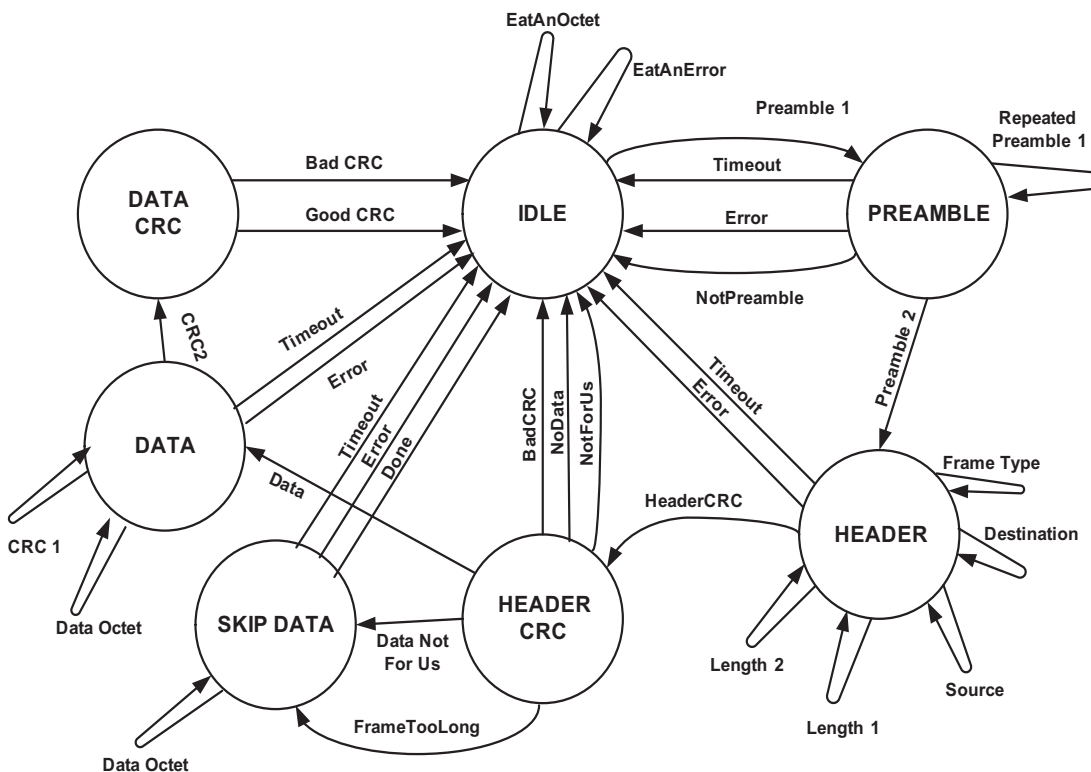 EatAnOctet
EatAnError
Preamble 1
Repeated
Preamble 1
Bad CRC
Timeout
DATA
CRC
IDLE
PREAMBLE
Good CRC
Error
NotPreamble
CRC2
Timeout
Error
Preamble 2
Timeout
Error
DATA
Timeout
Error
Done
BadCRC
NoData
NotForUs
Data
Frame Type
HeaderCRC
HEADER
Destination
CRC 1
Data Octet
SKIP DATA
HEADER
CRC
Data Not
For Us
Length 2
Source
Length 1
FrameTooLong
Data Octet